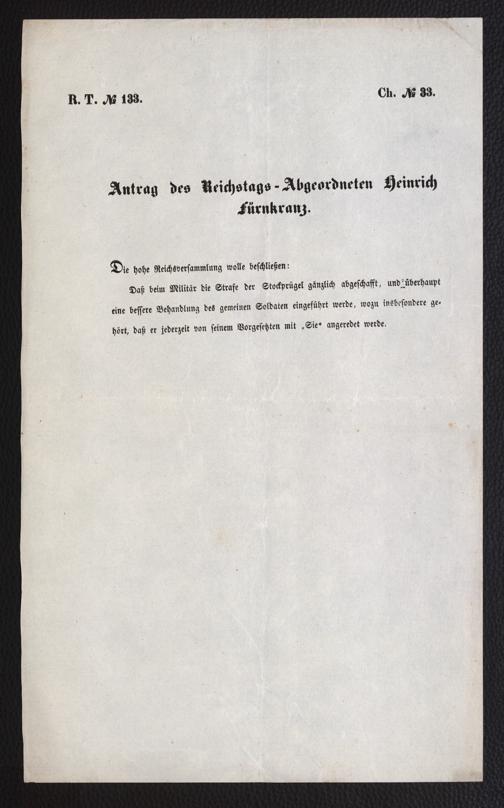 R. T. № 133.
Ch. № 33.
Antrag des Reichstags-Abgeordneten Heinrich
Fürnkranz.
Die hohe Reichsversammlung wolle beschließen:
Daß beim Militär die Strafe der Stockprügel gänzlich abgeschafft, und überhaupt
eine bessere Behandlung des gemeinen Soldaten eingeführt werde, wozu insbesondere ge-
hört, daß er jederzeit von seinem Vorgesetzten mit „Sie“ angeredet werde.